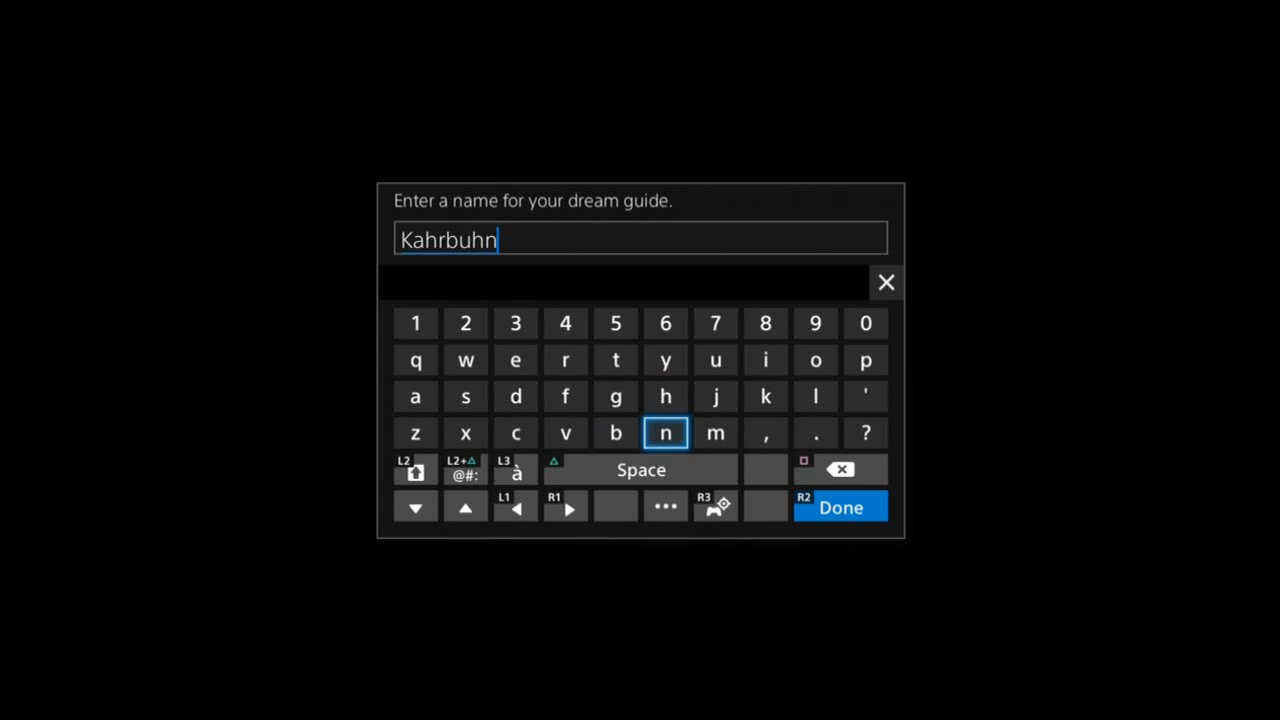 Enter a name for your dream guide.
Kahrbuhn
1 2 3 4 5 6 7 8 9 0
q w e r t y u i o p
a s d f g h j k l '
z x c v b n m , . ?
L2 L2+△ @#: L3 à △ Space □
L1 R1 ... R3 R2 Done